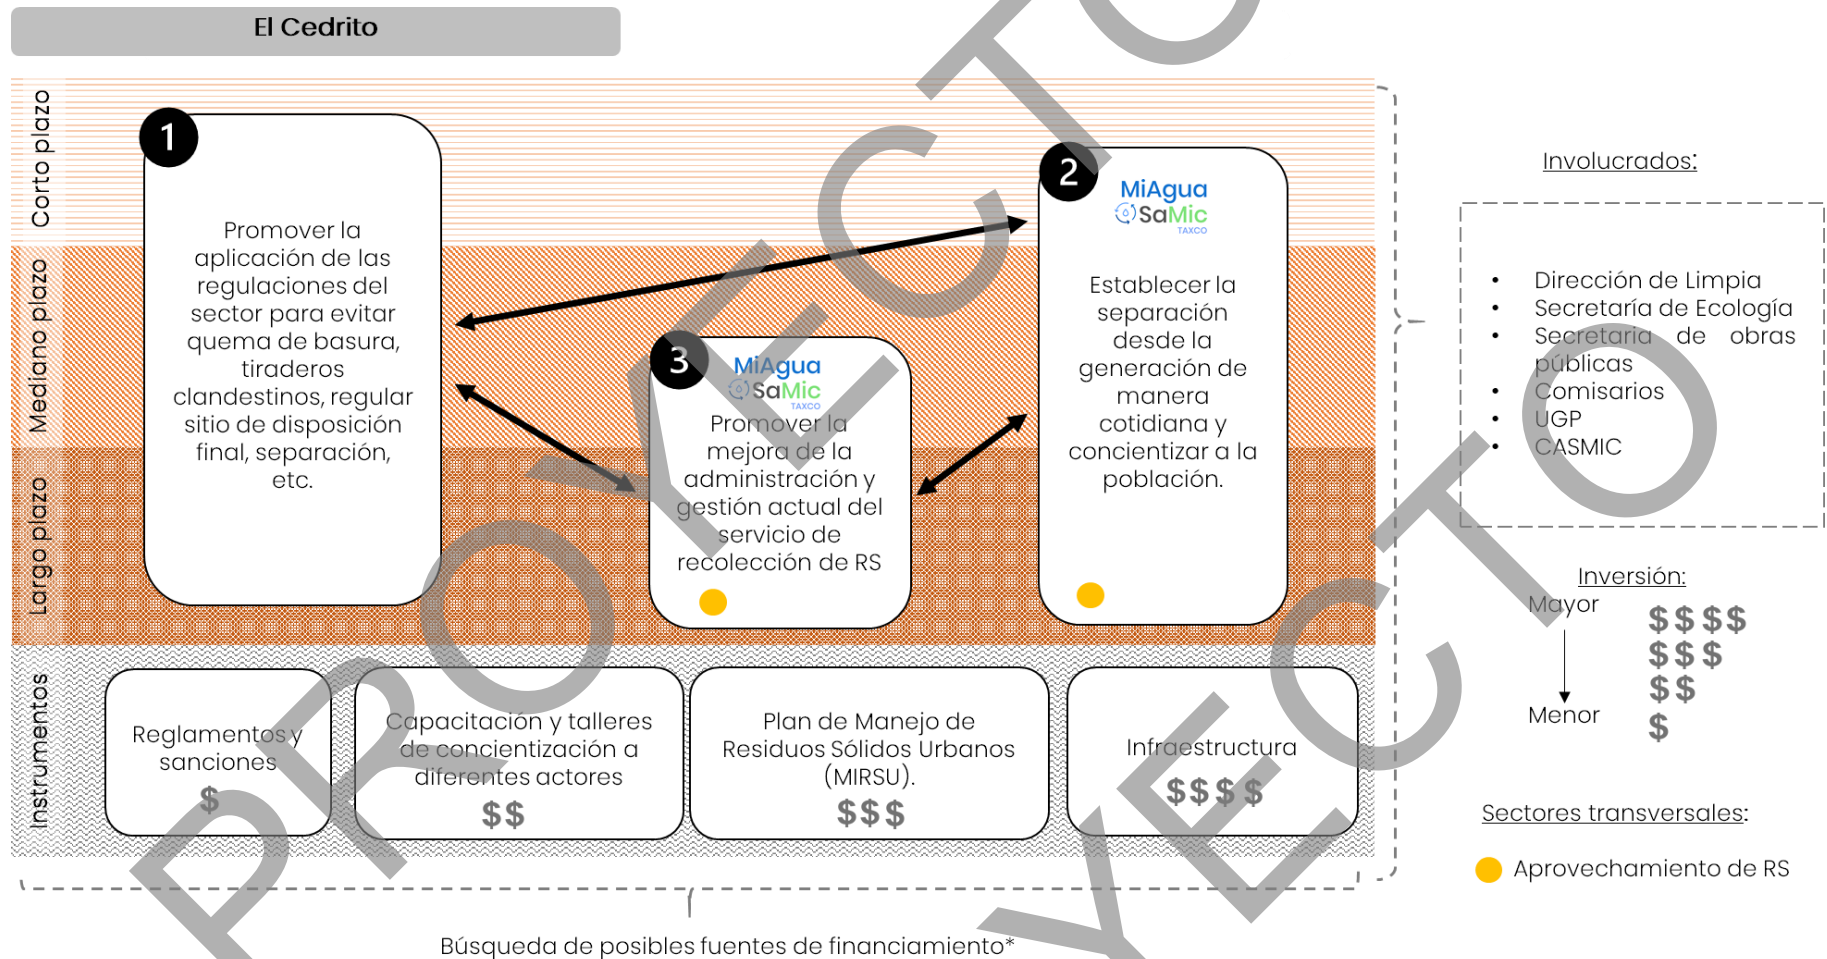 El Cedrito
Corto plazo
Mediano plazo
Largo plazo
Instrumentos
1
Promover la
aplicación de las
regulaciones del
sector para evitar
quema de basura,
tiraderos
clandestinos, regular
sitio de disposición
final, separación,
etc.
2
MiAgua
SaMic
TAXCO
Establecer la
separación
desde la
generación de
manera
cotidiana y
concientizar a la
población.
3
MiAgua
SaMic
TAXCO
Promover la
mejora de la
administración y
gestión actual del
servicio de
recolección de RS
Reglamentos y
sanciones
$
Capacitación y talleres
de concientización a
diferentes actores
$$
Plan de Manejo de
Residuos Sólidos Urbanos
(MIRSU).
$$$
Infraestructura
$$$$
Búsqueda de posibles fuentes de financiamiento*
Involucrados:
• Dirección de Limpia
• Secretaría de Ecología
• Secretaria de obras
públicas
• Comisarios
• UGP
• CASMIC
Inversión:
Mayor
$$$$
$$$
$$
Menor
$
Sectores transversales:
Aprovechamiento de RS
PROYECTO
YECTO